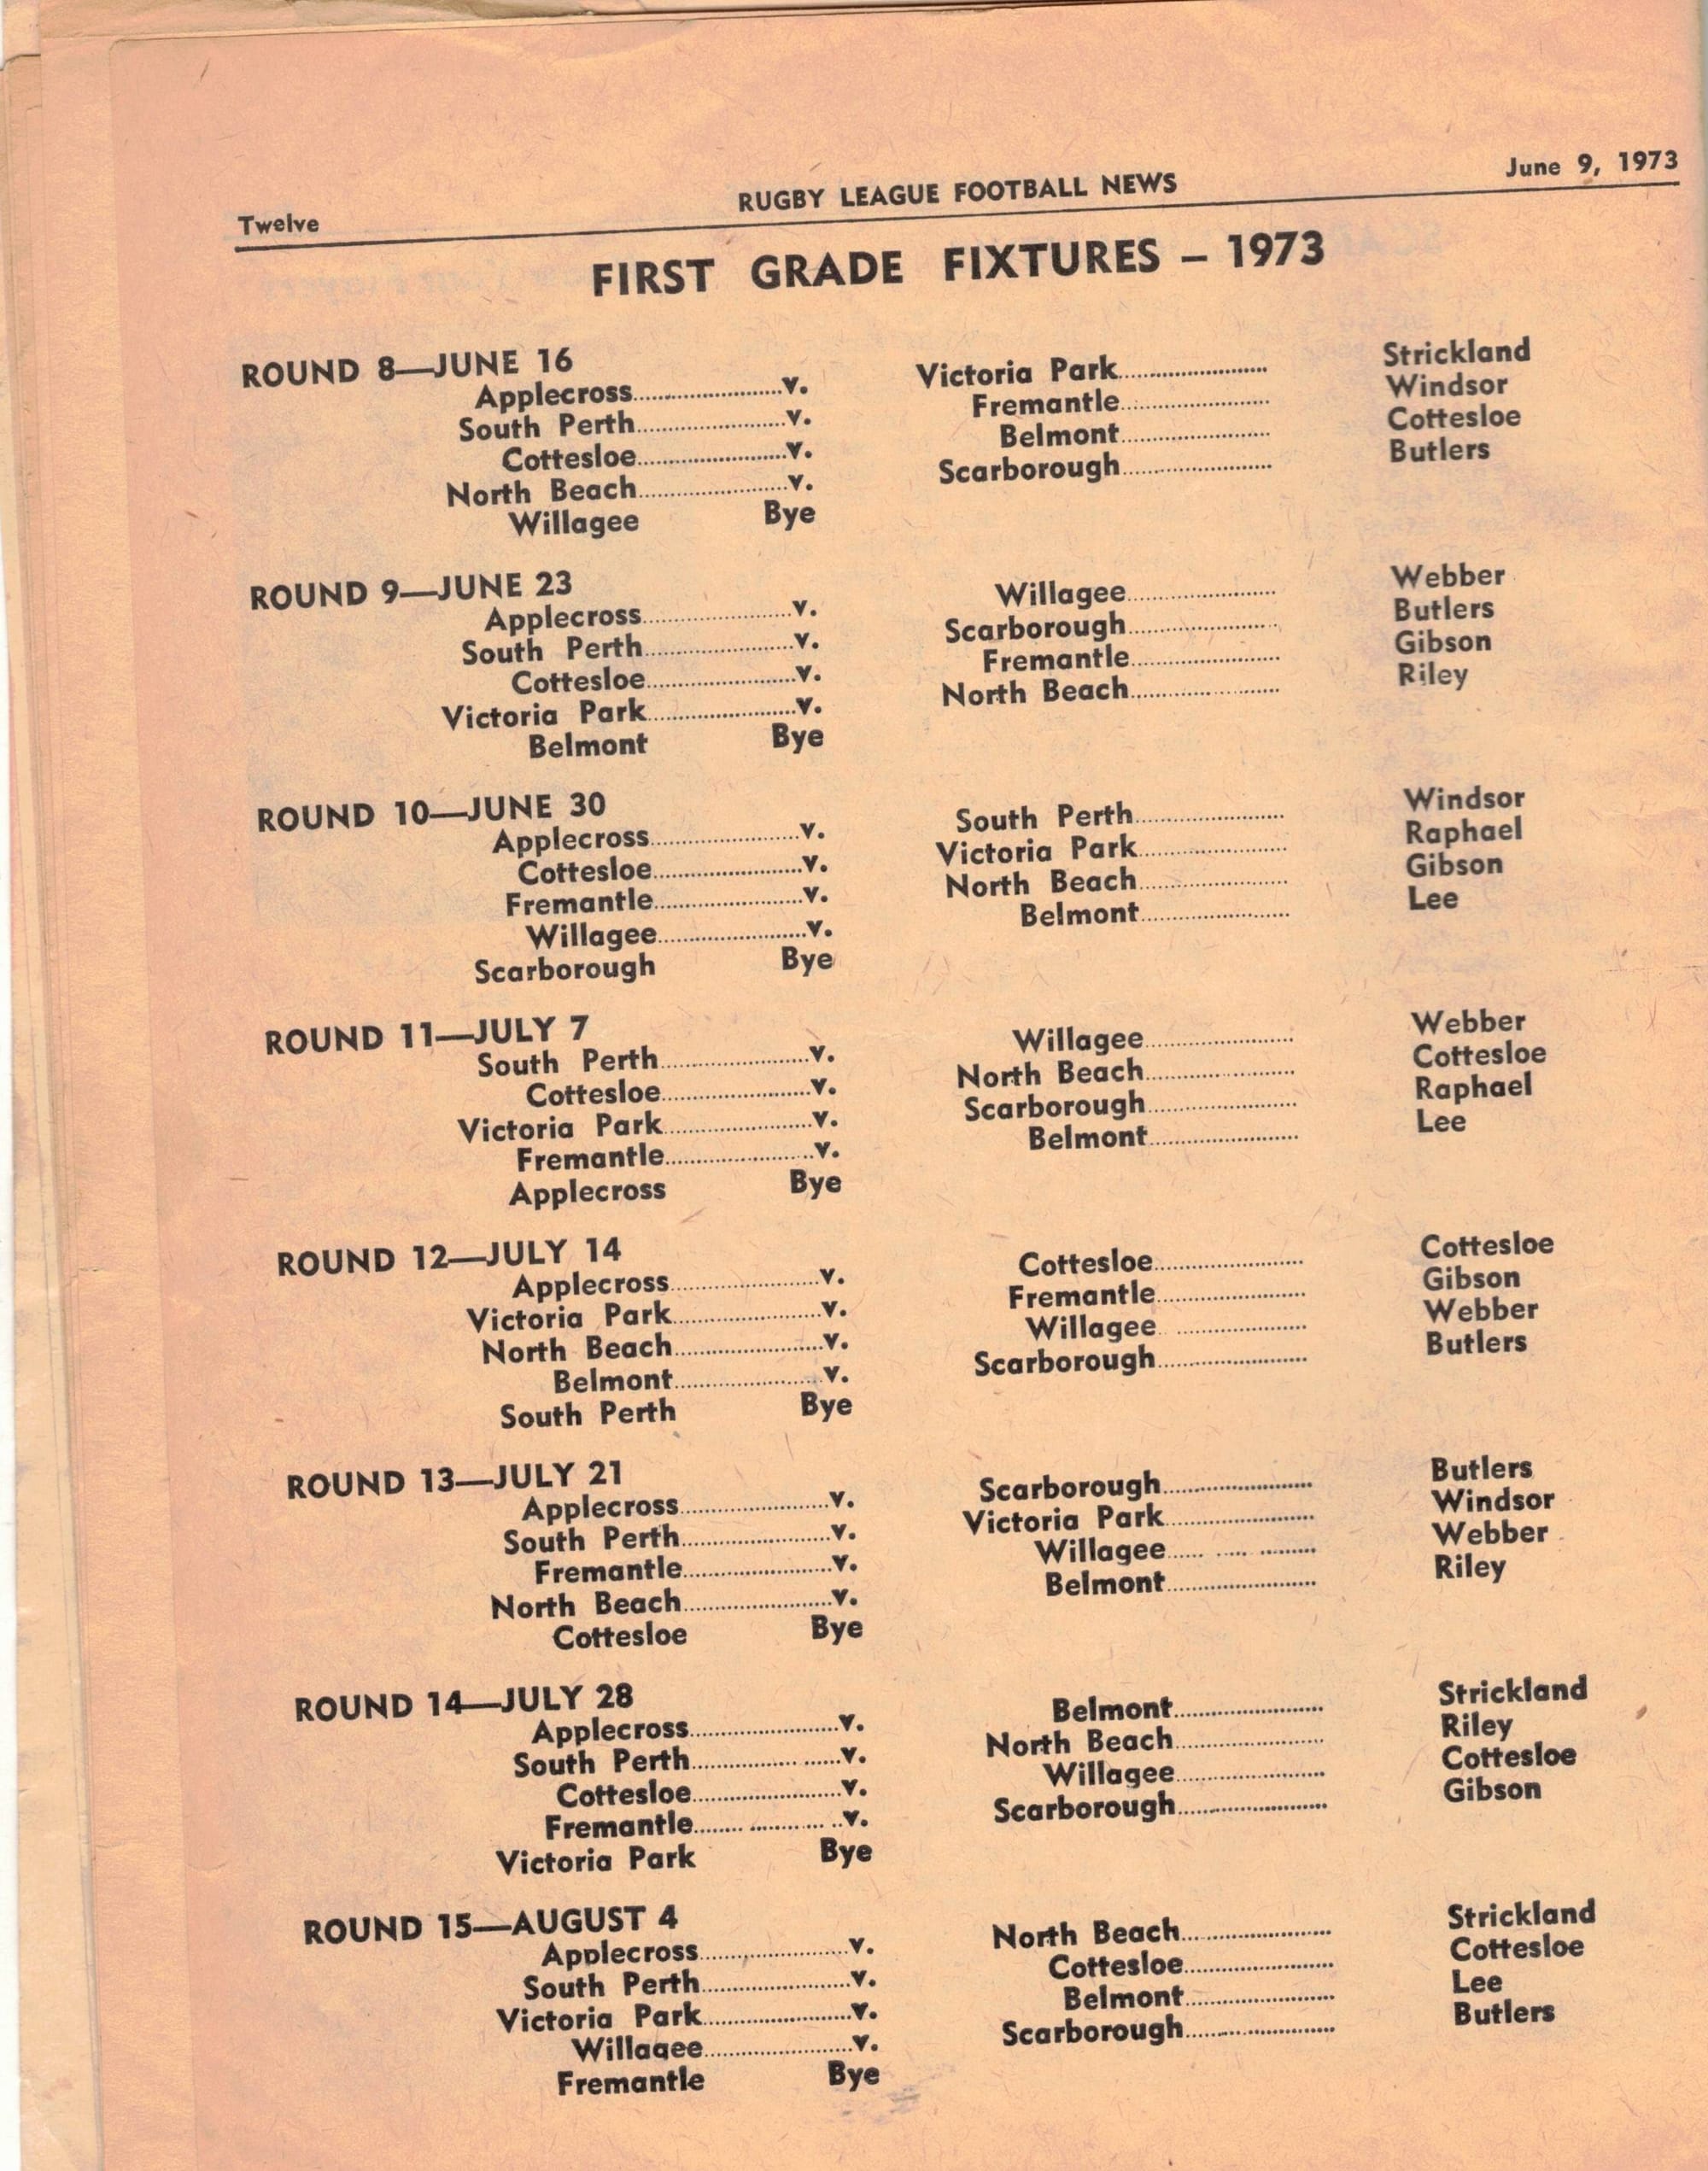 Twelve RUGBY LEAGUE FOOTBALL NEWS June 9, 1973
FIRST GRADE FIXTURES – 1973
ROUND 8—JUNE 16
Applecross........................v. Victoria Park........................ Strickland
South Perth........................v. Fremantle........................ Windsor
Cottesloe........................v. Belmont........................ Cottesloe
North Beach........................v. Scarborough........................ Butlers
Willagee Bye
ROUND 9—JUNE 23
Applecross........................v. Willagee........................ Webber
South Perth........................v. Scarborough........................ Butlers
Cottesloe........................v. Fremantle........................ Gibson
Victoria Park........................v. North Beach........................ Riley
Belmont Bye
ROUND 10—JUNE 30
Applecross........................v. South Perth........................ Windsor
Cottesloe........................v. Victoria Park........................ Raphael
Fremantle........................v. North Beach........................ Gibson
Willagee........................v. Belmont........................ Lee
Scarborough Bye
ROUND 11—JULY 7
South Perth........................v. Willagee........................ Webber
Cottesloe........................v. North Beach........................ Cottesloe
Victoria Park........................v. Scarborough........................ Raphael
Fremantle........................v. Belmont........................ Lee
Applecross Bye
ROUND 12—JULY 14
Applecross........................v. Cottesloe........................ Cottesloe
Victoria Park........................v. Fremantle........................ Gibson
North Beach........................v. Willagee........................ Webber
Belmont........................v. Scarborough........................ Butlers
South Perth Bye
ROUND 13—JULY 21
Applecross........................v. Scarborough........................ Butlers
South Perth........................v. Victoria Park........................ Windsor
Fremantle........................v. Willagee........................ Webber
North Beach........................v. Belmont........................ Riley
Cottesloe Bye
ROUND 14—JULY 28
Applecross........................v. Belmont........................ Strickland
South Perth........................v. North Beach........................ Riley
Cottesloe........................v. Willagee........................ Cottesloe
Fremantle........................v. Scarborough........................ Gibson
Victoria Park Bye
ROUND 15—AUGUST 4
Applecross........................v. North Beach........................ Strickland
South Perth........................v. Cottesloe........................ Cottesloe
Victoria Park........................v. Belmont........................ Lee
Willagee........................v. Scarborough........................ Butlers
Fremantle Bye